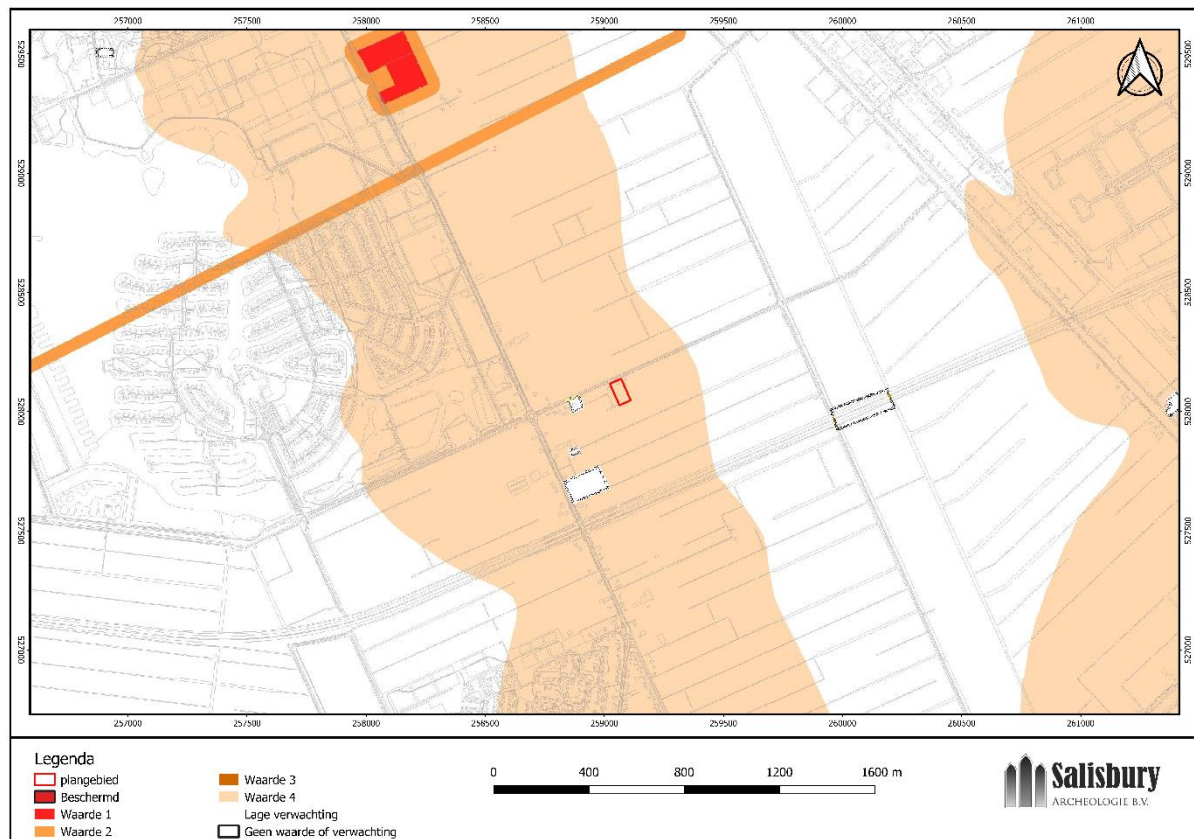 257000 257500 258000 258500 259000 259500 260000 260500 261000
529500 529500
529000 529000
528500 528500
528000 528000
527500 527500
527000 527000
257000 257500 258000 258500 259000 259500 260000 260500 261000
Legenda
plangebied
Beschermd
Waarde 1
Waarde 2
Waarde 3
Waarde 4
Lage verwachting
Geen waarde of verwachting
0 400 800 1200 1600 m
Salisbury
ARCHEOLOGIE B.V.